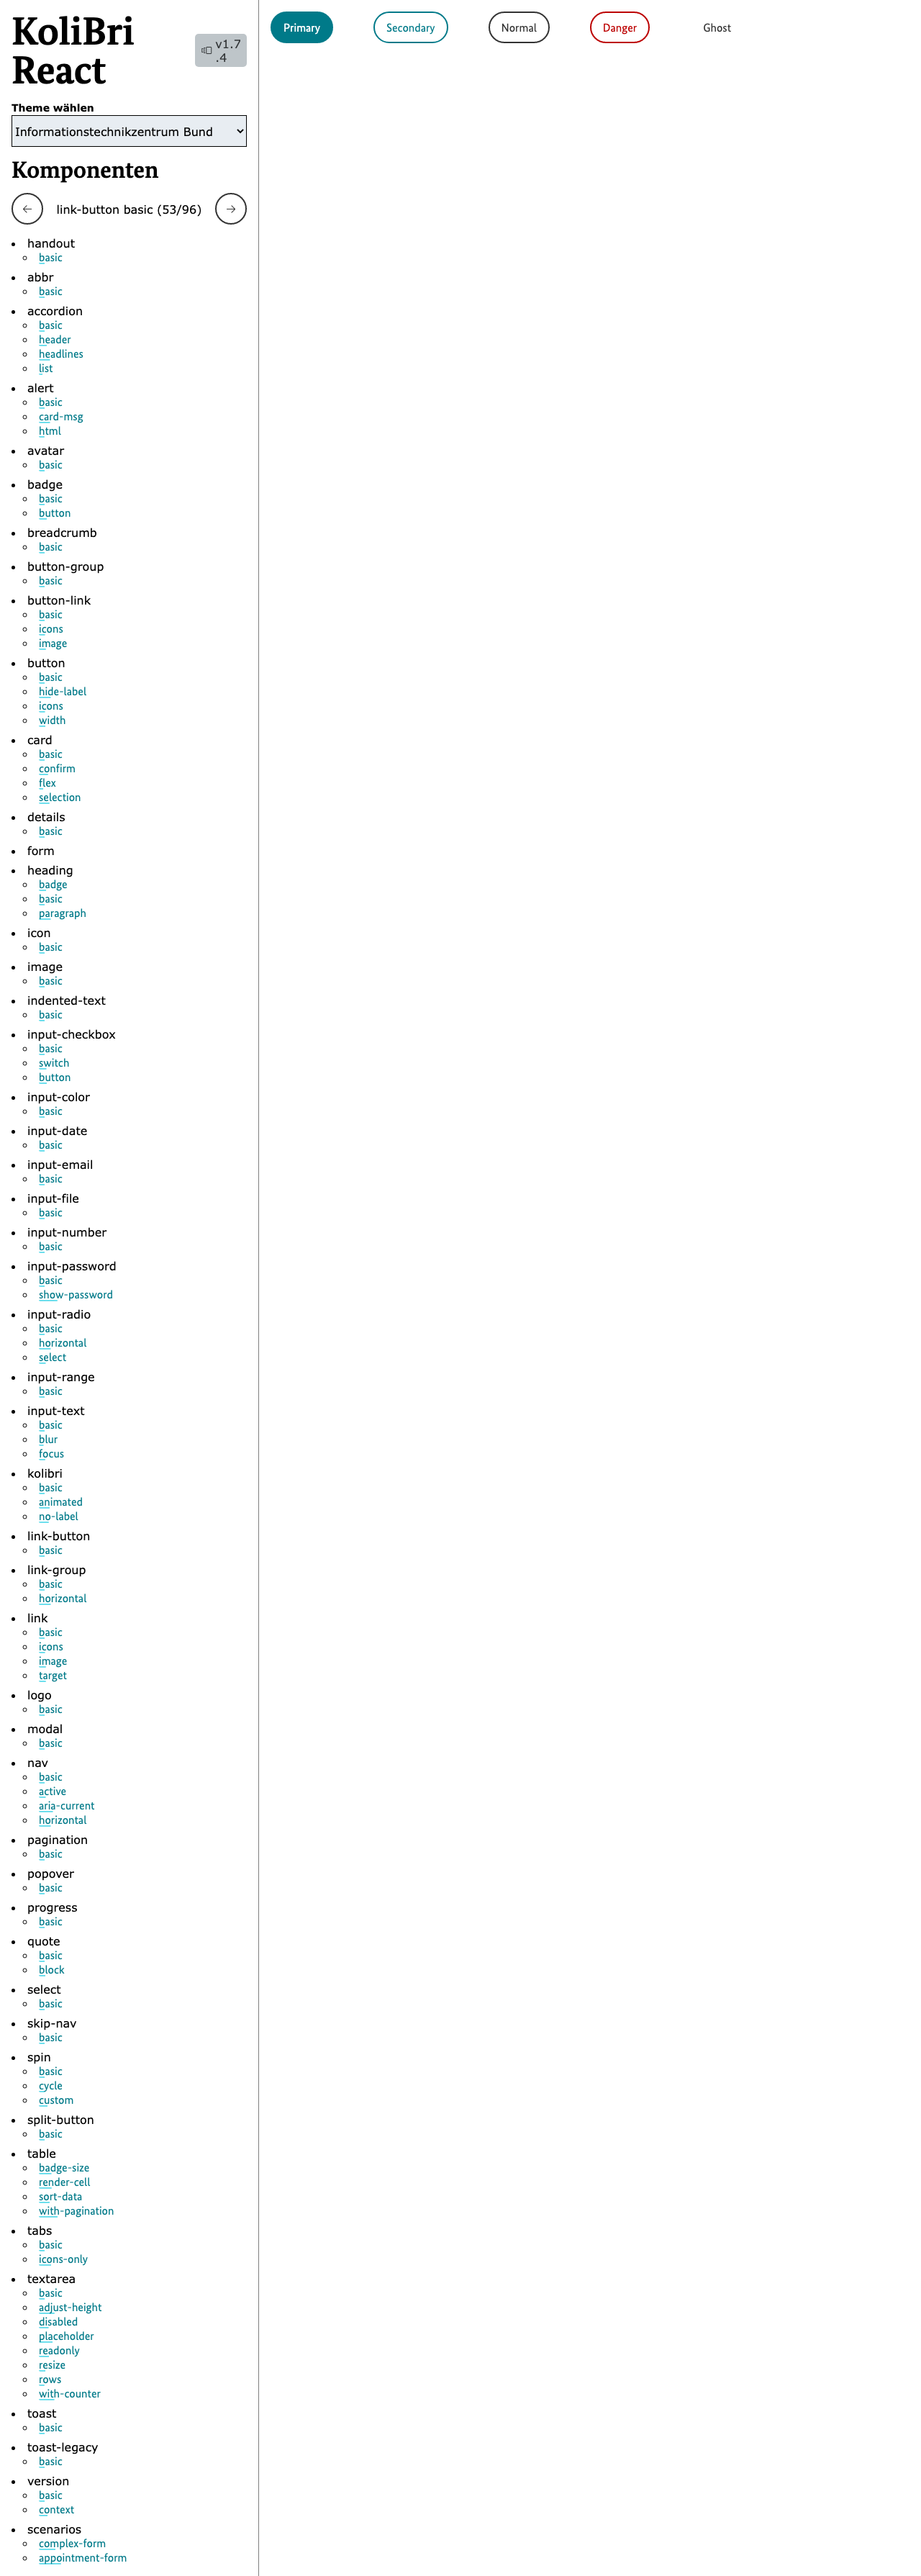 KoliBri
React
v1.7
.4
Theme wählen
Informationstechnikzentrum Bund
Komponenten
link-button basic (53/96)
handout
basic
abbr
basic
accordion
basic
header
headlines
list
alert
basic
card-msg
html
avatar
basic
badge
basic
button
breadcrumb
basic
button-group
basic
button-link
basic
icons
image
button
basic
hide-label
icons
width
card
basic
confirm
flex
selection
details
basic
form
heading
badge
basic
paragraph
icon
basic
image
basic
indented-text
basic
input-checkbox
basic
switch
button
input-color
basic
input-date
basic
input-email
basic
input-file
basic
input-number
basic
input-password
basic
show-password
input-radio
basic
horizontal
select
input-range
basic
input-text
basic
blur
focus
kolibri
basic
animated
no-label
link-button
basic
link-group
basic
horizontal
link
basic
icons
image
target
logo
basic
modal
basic
nav
basic
active
aria-current
horizontal
pagination
basic
popover
basic
progress
basic
quote
basic
block
select
basic
skip-nav
basic
spin
basic
cycle
custom
split-button
basic
table
badge-size
render-cell
sort-data
with-pagination
tabs
basic
icons-only
textarea
basic
adjust-height
disabled
placeholder
readonly
resize
rows
with-counter
toast
basic
toast-legacy
basic
version
basic
context
scenarios
complex-form
appointment-form
Primary
Secondary
Normal
Danger
Ghost